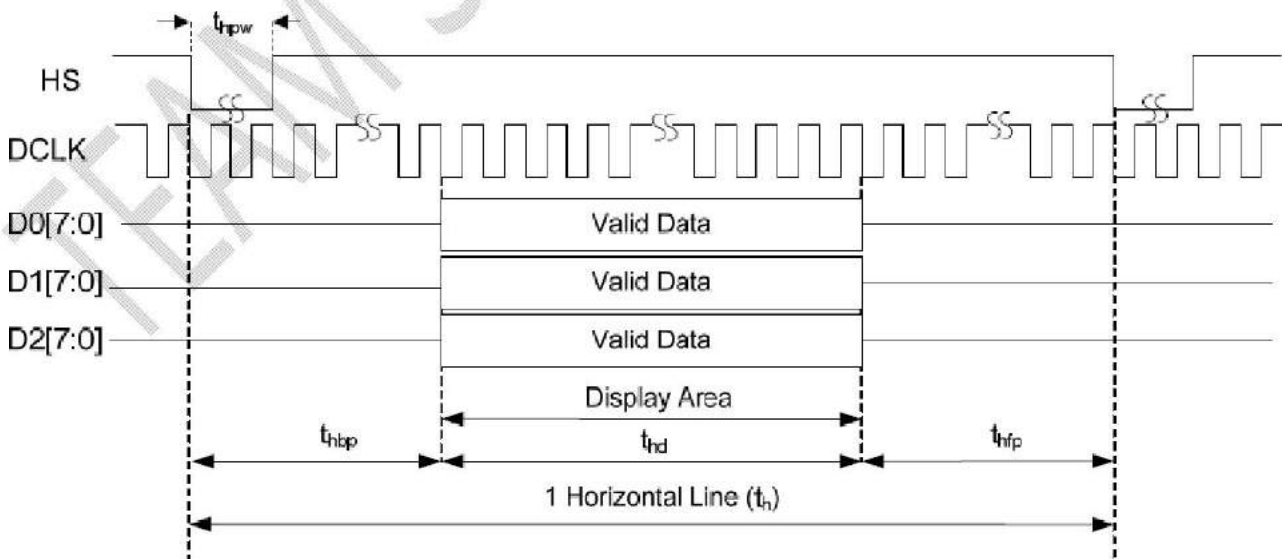 t_hpw
HS
DCLK
D0[7:0] Valid Data
D1[7:0] Valid Data
D2[7:0] Valid Data
Display Area
t_hbp t_hd t_hfp
1 Horizontal Line (t_h)
TEAM